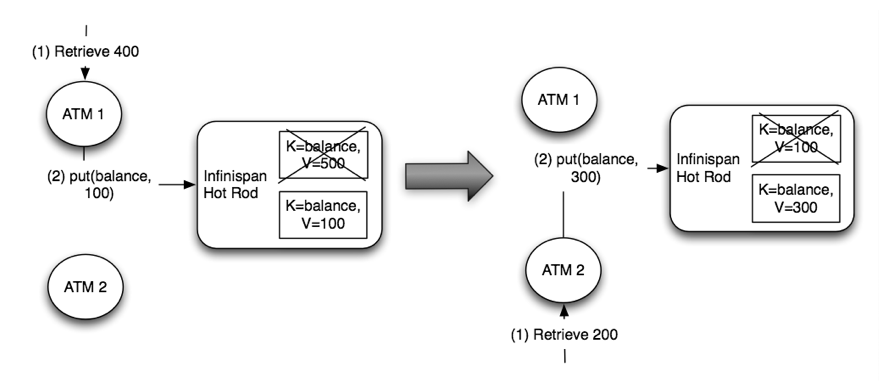 (1) Retrieve 400
ATM 1
(2) put(balance,
100)
Infinispan
Hot Rod
K=balance,
V=500
K=balance,
V=100
ATM 2
ATM 1
(2) put(balance,
300)
Infinispan
Hot Rod
K=balance,
V=100
K=balance,
V=300
ATM 2
(1) Retrieve 200